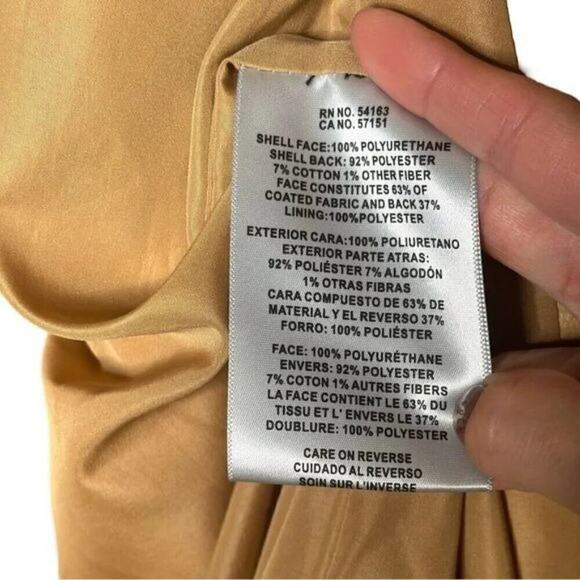 RN NO. 54163
CA NO. 57151
SHELL FACE:100% POLYURETHANE
SHELL BACK: 92% POLYESTER
7% COTTON 1% OTHER FIBER
FACE CONSTITUTES 63% OF
COATED FABRIC AND BACK 37%
LINING:100%POLYESTER
EXTERIOR CARA:100% POLIURETANO
EXTERIOR PARTE ATRAS:
92% POLIÉSTER 7% ALGODÓN
1% OTRAS FIBRAS
CARA COMPUESTO DE 63% DE
MATERIAL Y EL REVERSO 37%
FORRO: 100% POLIÉSTER
FACE: 100% POLYURÉTHANE
ENVERS: 92% POLYESTER
7% COTON 1% AUTRES FIBERS
LA FACE CONTIENT LE 63% DU
TISSU ET L' ENVERS LE 37%
DOUBLURE: 100% POLYESTER
CARE ON REVERSE
CUIDADO AL REVERSO
SOIN SUR L'INVERSE